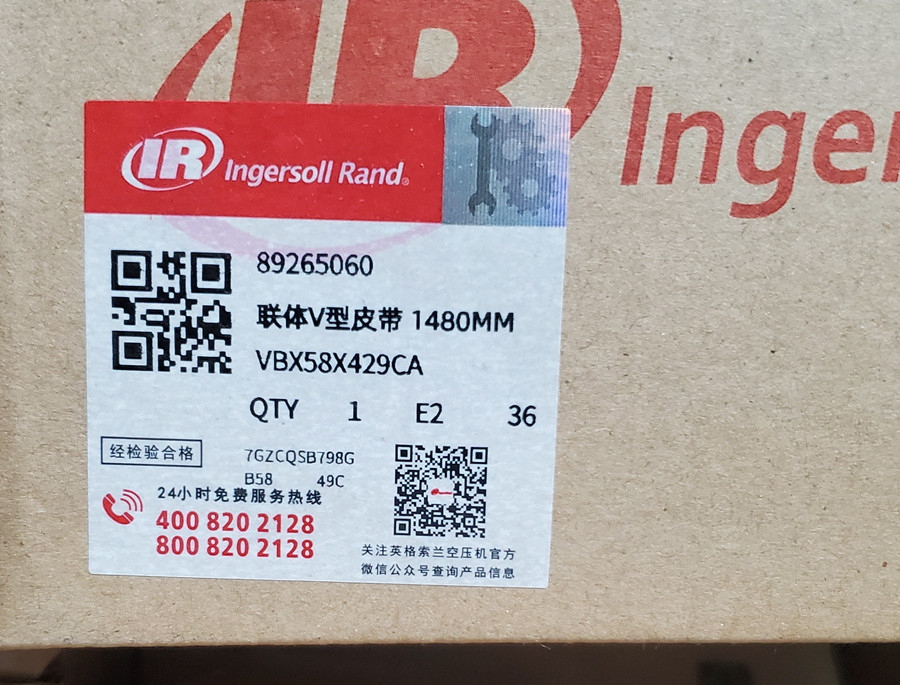 IR Inger
IR Ingersoll Rand®
89265060
联体V型皮带 1480MM
VBX58X429CA
QTY 1 E2 36
经检验合格
7GZCQSB798G
B58 49C
24小时免费服务热线
400 820 2128
800 820 2128
关注英格索兰空压机官方
微信公众号查询产品信息